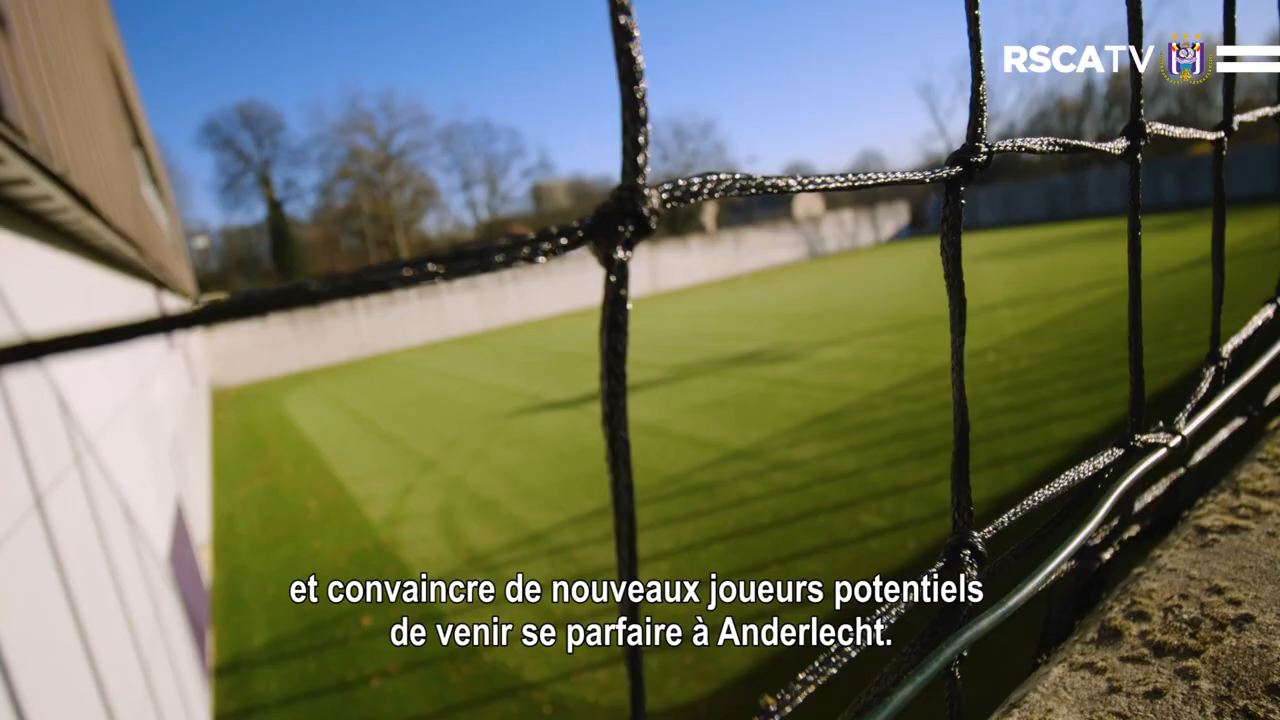 RSCATV
et convaincre de nouveaux joueurs potentiels
de venir se parfaire à Anderlecht.